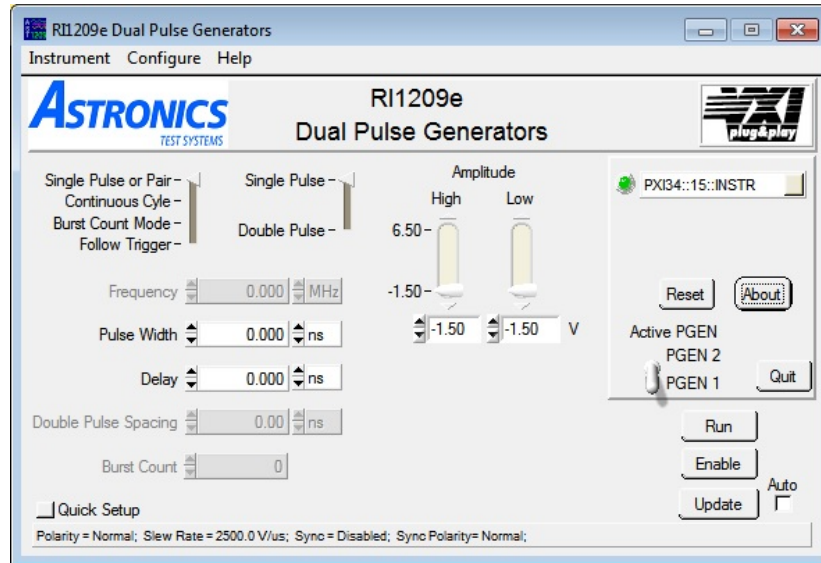 RI1209e Dual Pulse Generators
Instrument Configure Help
ASTRONICS
TEST SYSTEMS
RI1209e
Dual Pulse Generators
VXI
plug&play
Single Pulse or Pair
Continuous Cyle
Burst Count Mode
Follow Trigger
Single Pulse
Double Pulse
Amplitude
High Low
6.50
-1.50
-1.50 -1.50 V
Frequency 0.000 MHz
Pulse Width 0.000 ns
Delay 0.000 ns
Double Pulse Spacing 0.00 ns
Burst Count 0
PXI34::15::INSTR
Reset About
Active PGEN
PGEN 2
PGEN 1
Quit
Run
Enable
Update Auto
Quick Setup
Polarity = Normal; Slew Rate = 2500.0 V/us; Sync = Disabled; Sync Polarity= Normal;